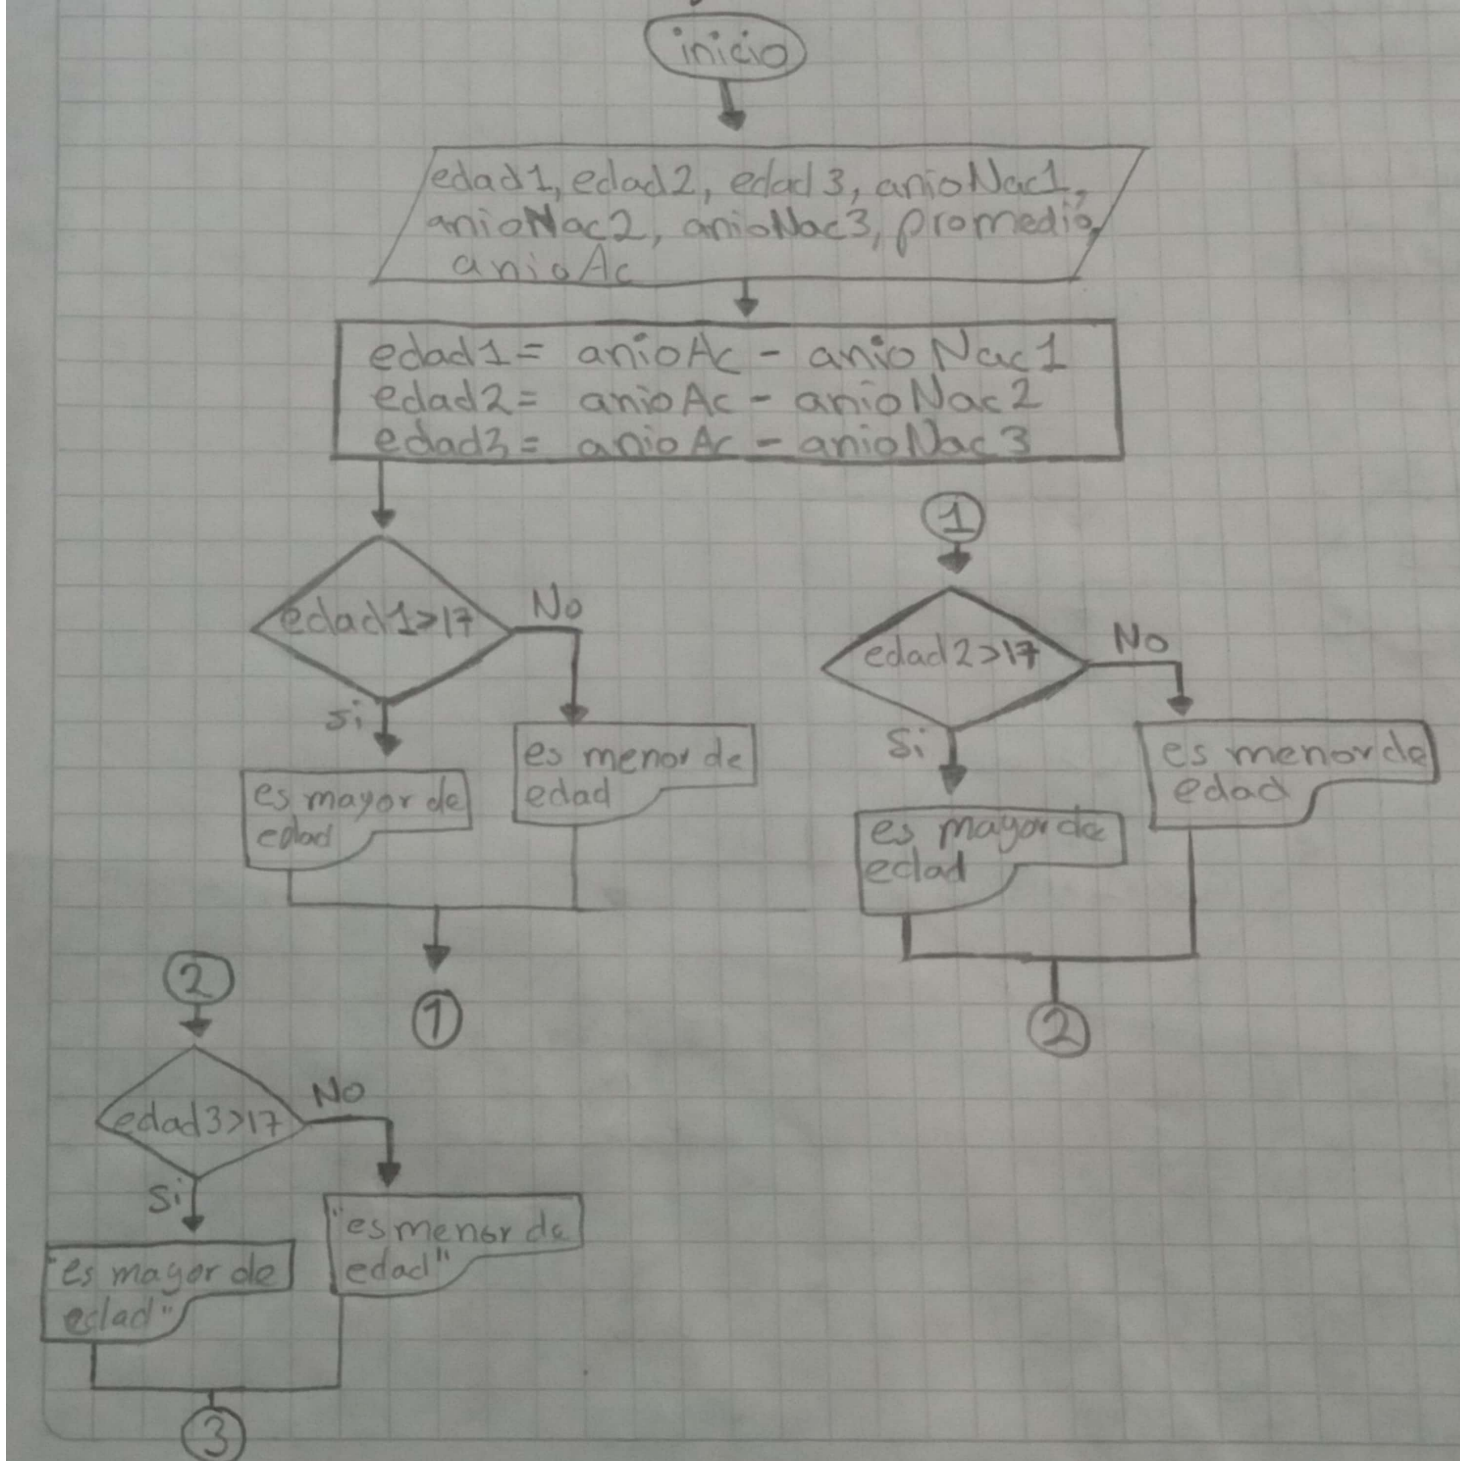 inicio
edad1, edad2, edad3, anioNac1,
anioNac2, anioNac3, promedio,
anioAc
edad1= anioAc - anioNac1
edad2= anioAc - anioNac2
edad3= anioAc - anioNac3
edad1>17
No
si
es menor de
edad
es mayor de
edad
1
1
edad2>17
No
Si
es menor de
edad
es mayor de
edad
2
2
edad3>17
No
Si
"es menor de
edad"
"es mayor de
edad"
3